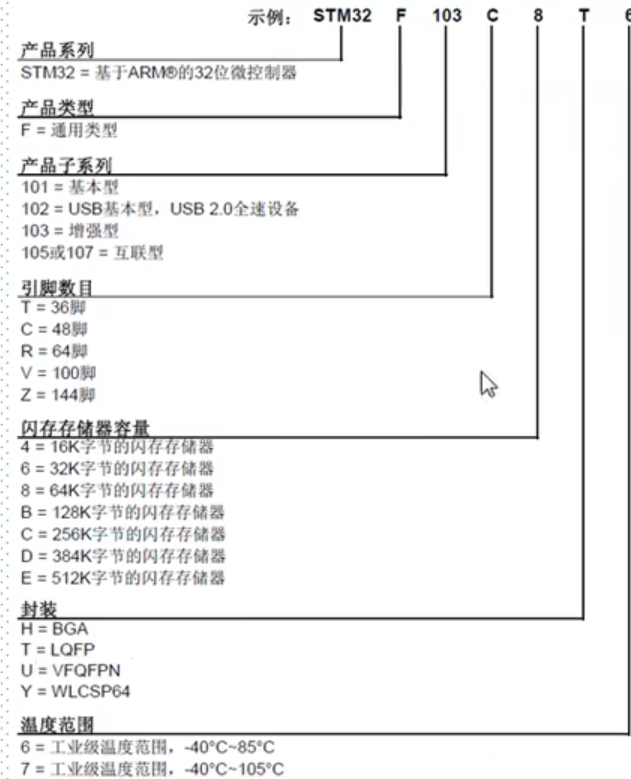 示例： STM32 F 103 C 8 T 6
产品系列
STM32 = 基于ARM®的32位微控制器
产品类型
F = 通用类型
产品子系列
101 = 基本型
102 = USB基本型，USB 2.0全速设备
103 = 增强型
105或107 = 互联型
引脚数目
T = 36脚
C = 48脚
R = 64脚
V = 100脚
Z = 144脚
闪存存储器容量
4 = 16K字节的闪存存储器
6 = 32K字节的闪存存储器
8 = 64K字节的闪存存储器
B = 128K字节的闪存存储器
C = 256K字节的闪存存储器
D = 384K字节的闪存存储器
E = 512K字节的闪存存储器
封装
H = BGA
T = LQFP
U = VFQFPN
Y = WLCSP64
温度范围
6 = 工业级温度范围，-40°C~85°C
7 = 工业级温度范围，-40°C~105°C